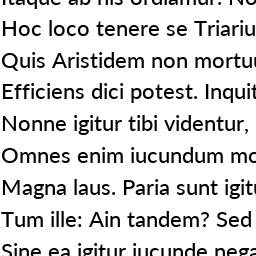 Itaque ab his ordiamur. No
Hoc loco tenere se Triariu
Quis Aristidem non mortu
Efficiens dici potest. Inquit
Nonne igitur tibi videntur,
Omnes enim iucundum mo
Magna laus. Paria sunt igitu
Tum ille: Ain tandem? Sed
Sine ea igitur iucunde nega